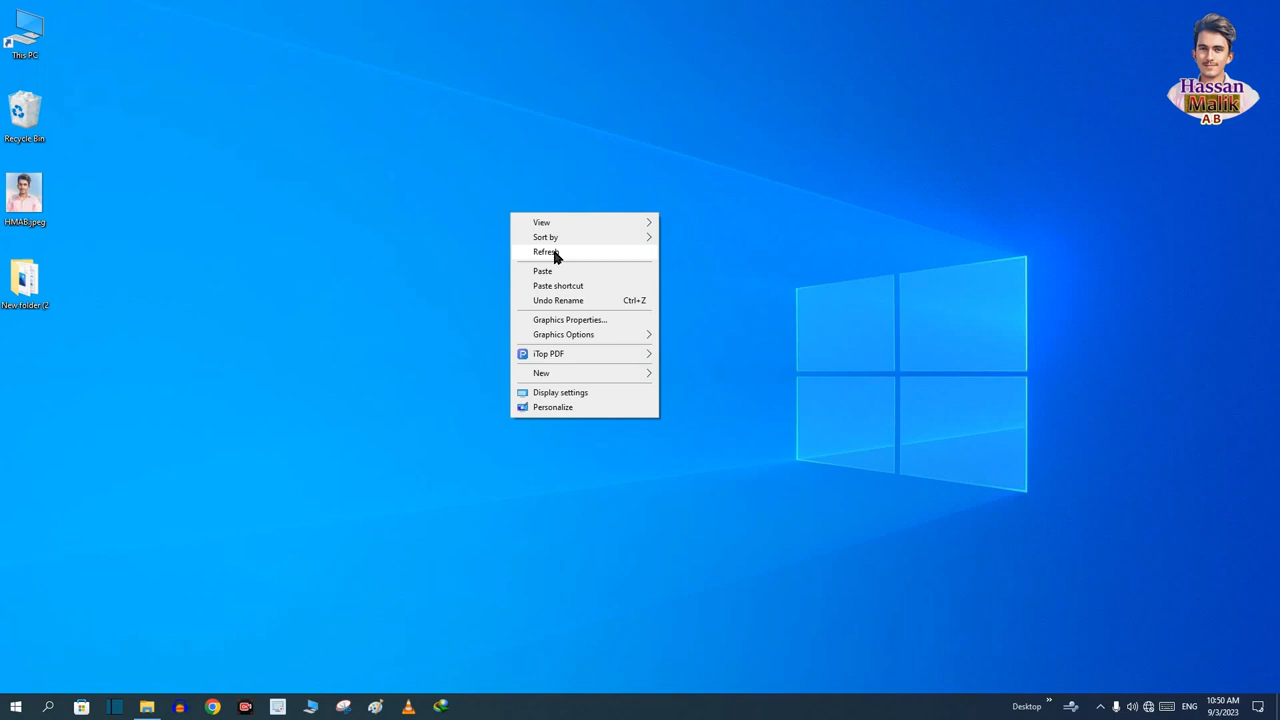 This PC
Recycle Bin
HMAB.jpeg
New folder (2
Hassan
Malik
A B
View
Sort by
Refresh
Paste
Paste shortcut
Undo Rename Ctrl+Z
Graphics Properties...
Graphics Options
iTop PDF
New
Display settings
Personalize
Desktop
ENG
10:50 AM
9/3/2023